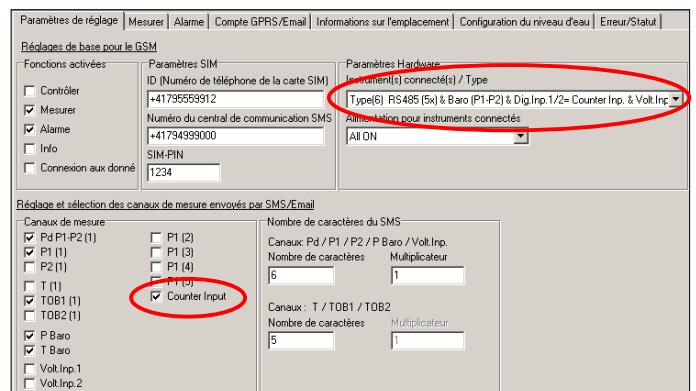 Paramètres de réglage | Mesurer | Alarme | Compte GPRS/Email | Informations sur l'emplacement | Configuration du niveau d'eau | Erreur/Statut
Réglages de base pour le GSM
Fonctions activées
Contrôler
Mesurer
Alarme
Info
Connexion aux donné
Paramètres SIM
ID (Numéro de téléphone de la carte SIM)
+41795559912
Numéro du central de communication SMS
+41794999000
SIM-PIN
1234
Paramètres Hardware
Instrument(s) connecté(s) / Type
Type(6) RS485 (5x) & Baro (P1-P2) & Dig.Inp.1/2= Counter Inp. & Volt.Inp
Alimentation pour instruments connectés
All ON
Réglage et sélection des canaux de mesure envoyés par SMS/Email
Canaux de mesure
Pd P1-P2 (1)
P1 (1)
P2 (1)
T (1)
TOB1 (1)
TOB2 (1)
P Baro
T Baro
Volt.Inp.1
Volt.Inp.2
P1 (2)
P1 (3)
P1 (4)
P1 (5)
Counter Input
Nombre de caractères du SMS
Canaux: Pd / P1 / P2 / P Baro / Volt.Inp.
Nombre de caractères Multiplicateur
6 1
Canaux : T / TOB1 / TOB2
Nombre de caractères Multiplicateur
5 1